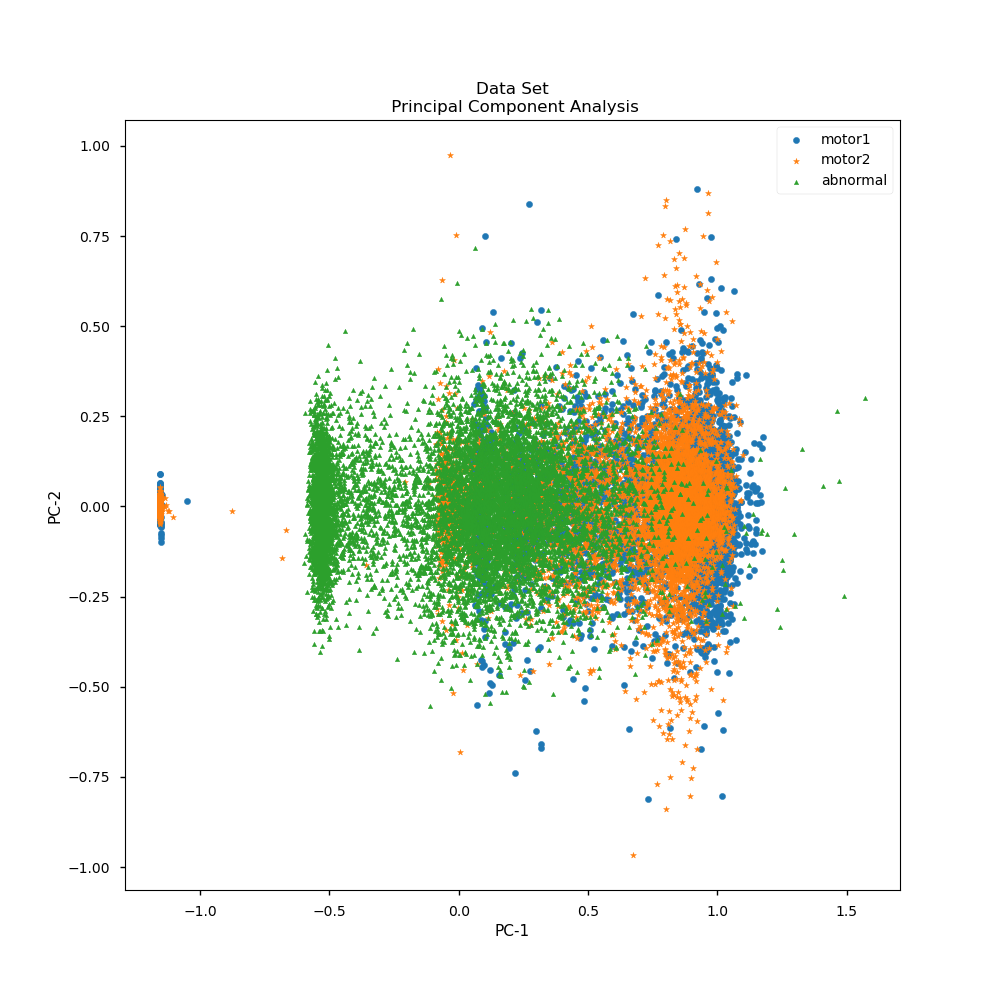 Data Set
Principal Component Analysis
motor1
motor2
abnormal
1.00
0.75
0.50
0.25
0.00
−0.25
−0.50
−0.75
−1.00
PC-2
−1.0
−0.5
0.0
0.5
1.0
1.5
PC-1